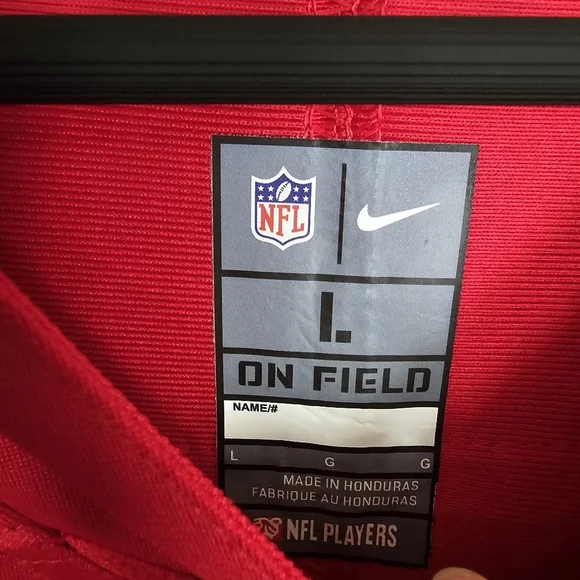 NFL
L
ON FIELD
NAME/#
L G G
MADE IN HONDURAS
FABRIQUE AU HONDURAS
NFL PLAYERS